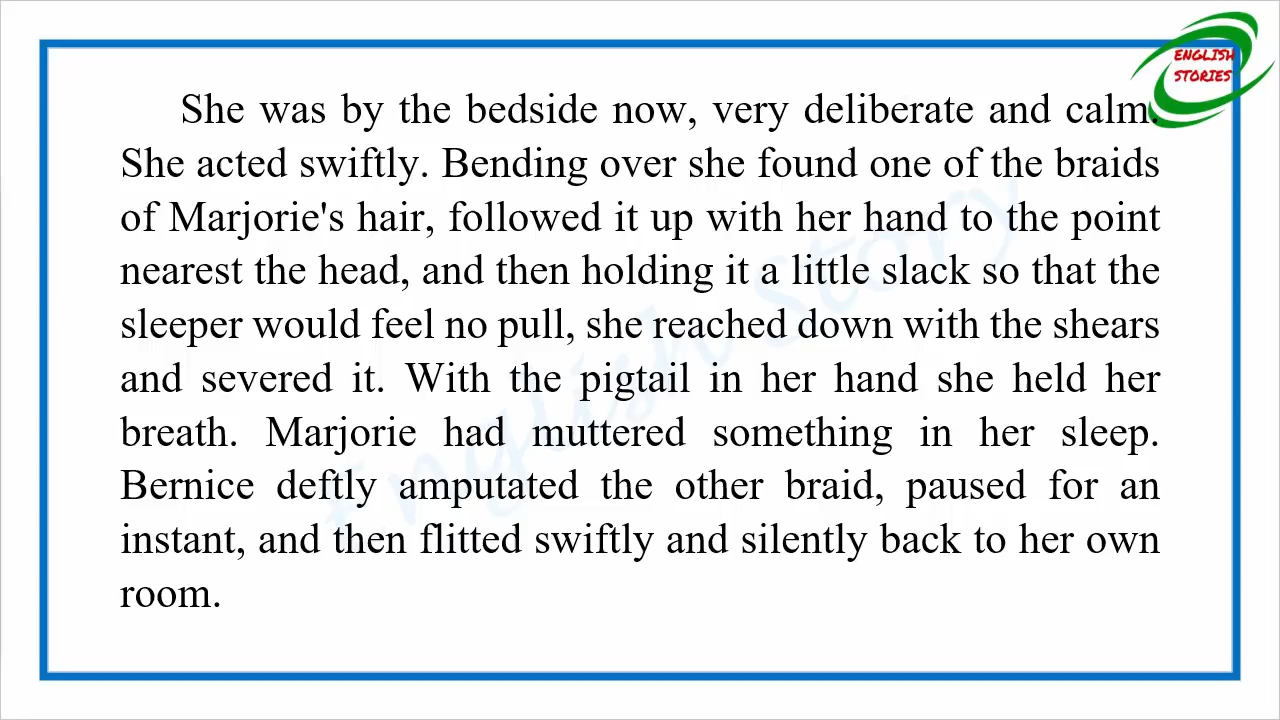 ENGLISH
STORIES
She was by the bedside now, very deliberate and calm.
She acted swiftly. Bending over she found one of the braids
of Marjorie's hair, followed it up with her hand to the point
nearest the head, and then holding it a little slack so that the
sleeper would feel no pull, she reached down with the shears
and severed it. With the pigtail in her hand she held her
breath. Marjorie had muttered something in her sleep.
Bernice deftly amputated the other braid, paused for an
instant, and then flitted swiftly and silently back to her own
room.
English Story